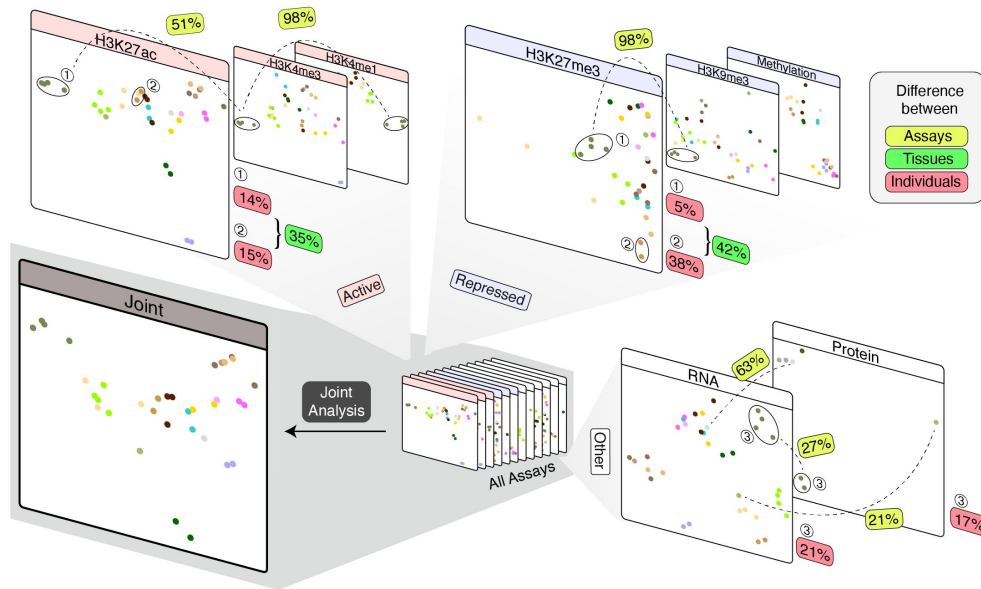 51%
98%
H3K27ac
H3K4me3
H3K4me1
①
②
①
14%
②
15%
35%
98%
H3K27me3
H3K9me3
Methylation
①
②
①
5%
②
38%
42%
Difference
between
Assays
Tissues
Individuals
Active
Repressed
Joint
Joint
Analysis
All Assays
Other
RNA
Protein
63%
③
27%
③
21%
③
21%
③
17%